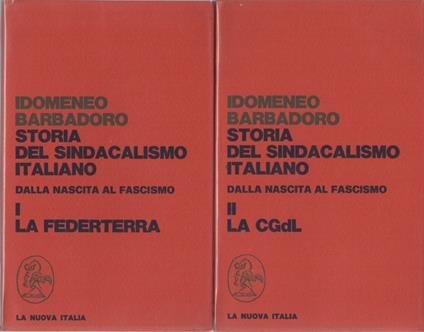 IDOMENEO
BARBADORO
STORIA
DEL SINDACALISMO
ITALIANO
DALLA NASCITA AL FASCISMO
I
LA FEDERTERRA
LA NUOVA ITALIA
IDOMENEO
BARBADORO
STORIA
DEL SINDACALISMO
ITALIANO
DALLA NASCITA AL FASCISMO
II
LA CGdL
LA NUOVA ITALIA